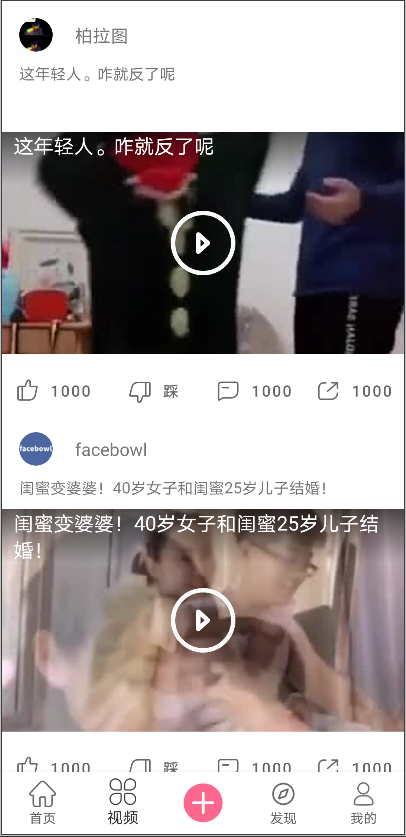 柏拉图
这年轻人。咋就反了呢
这年轻人。咋就反了呢
1000
踩
1000
1000
facebowl
facebowl
闺蜜变婆婆！40岁女子和闺蜜25岁儿子结婚！
闺蜜变婆婆！40岁女子和闺蜜25岁儿子结
婚！
1000
踩
1000
1000
首页
视频
发现
我的